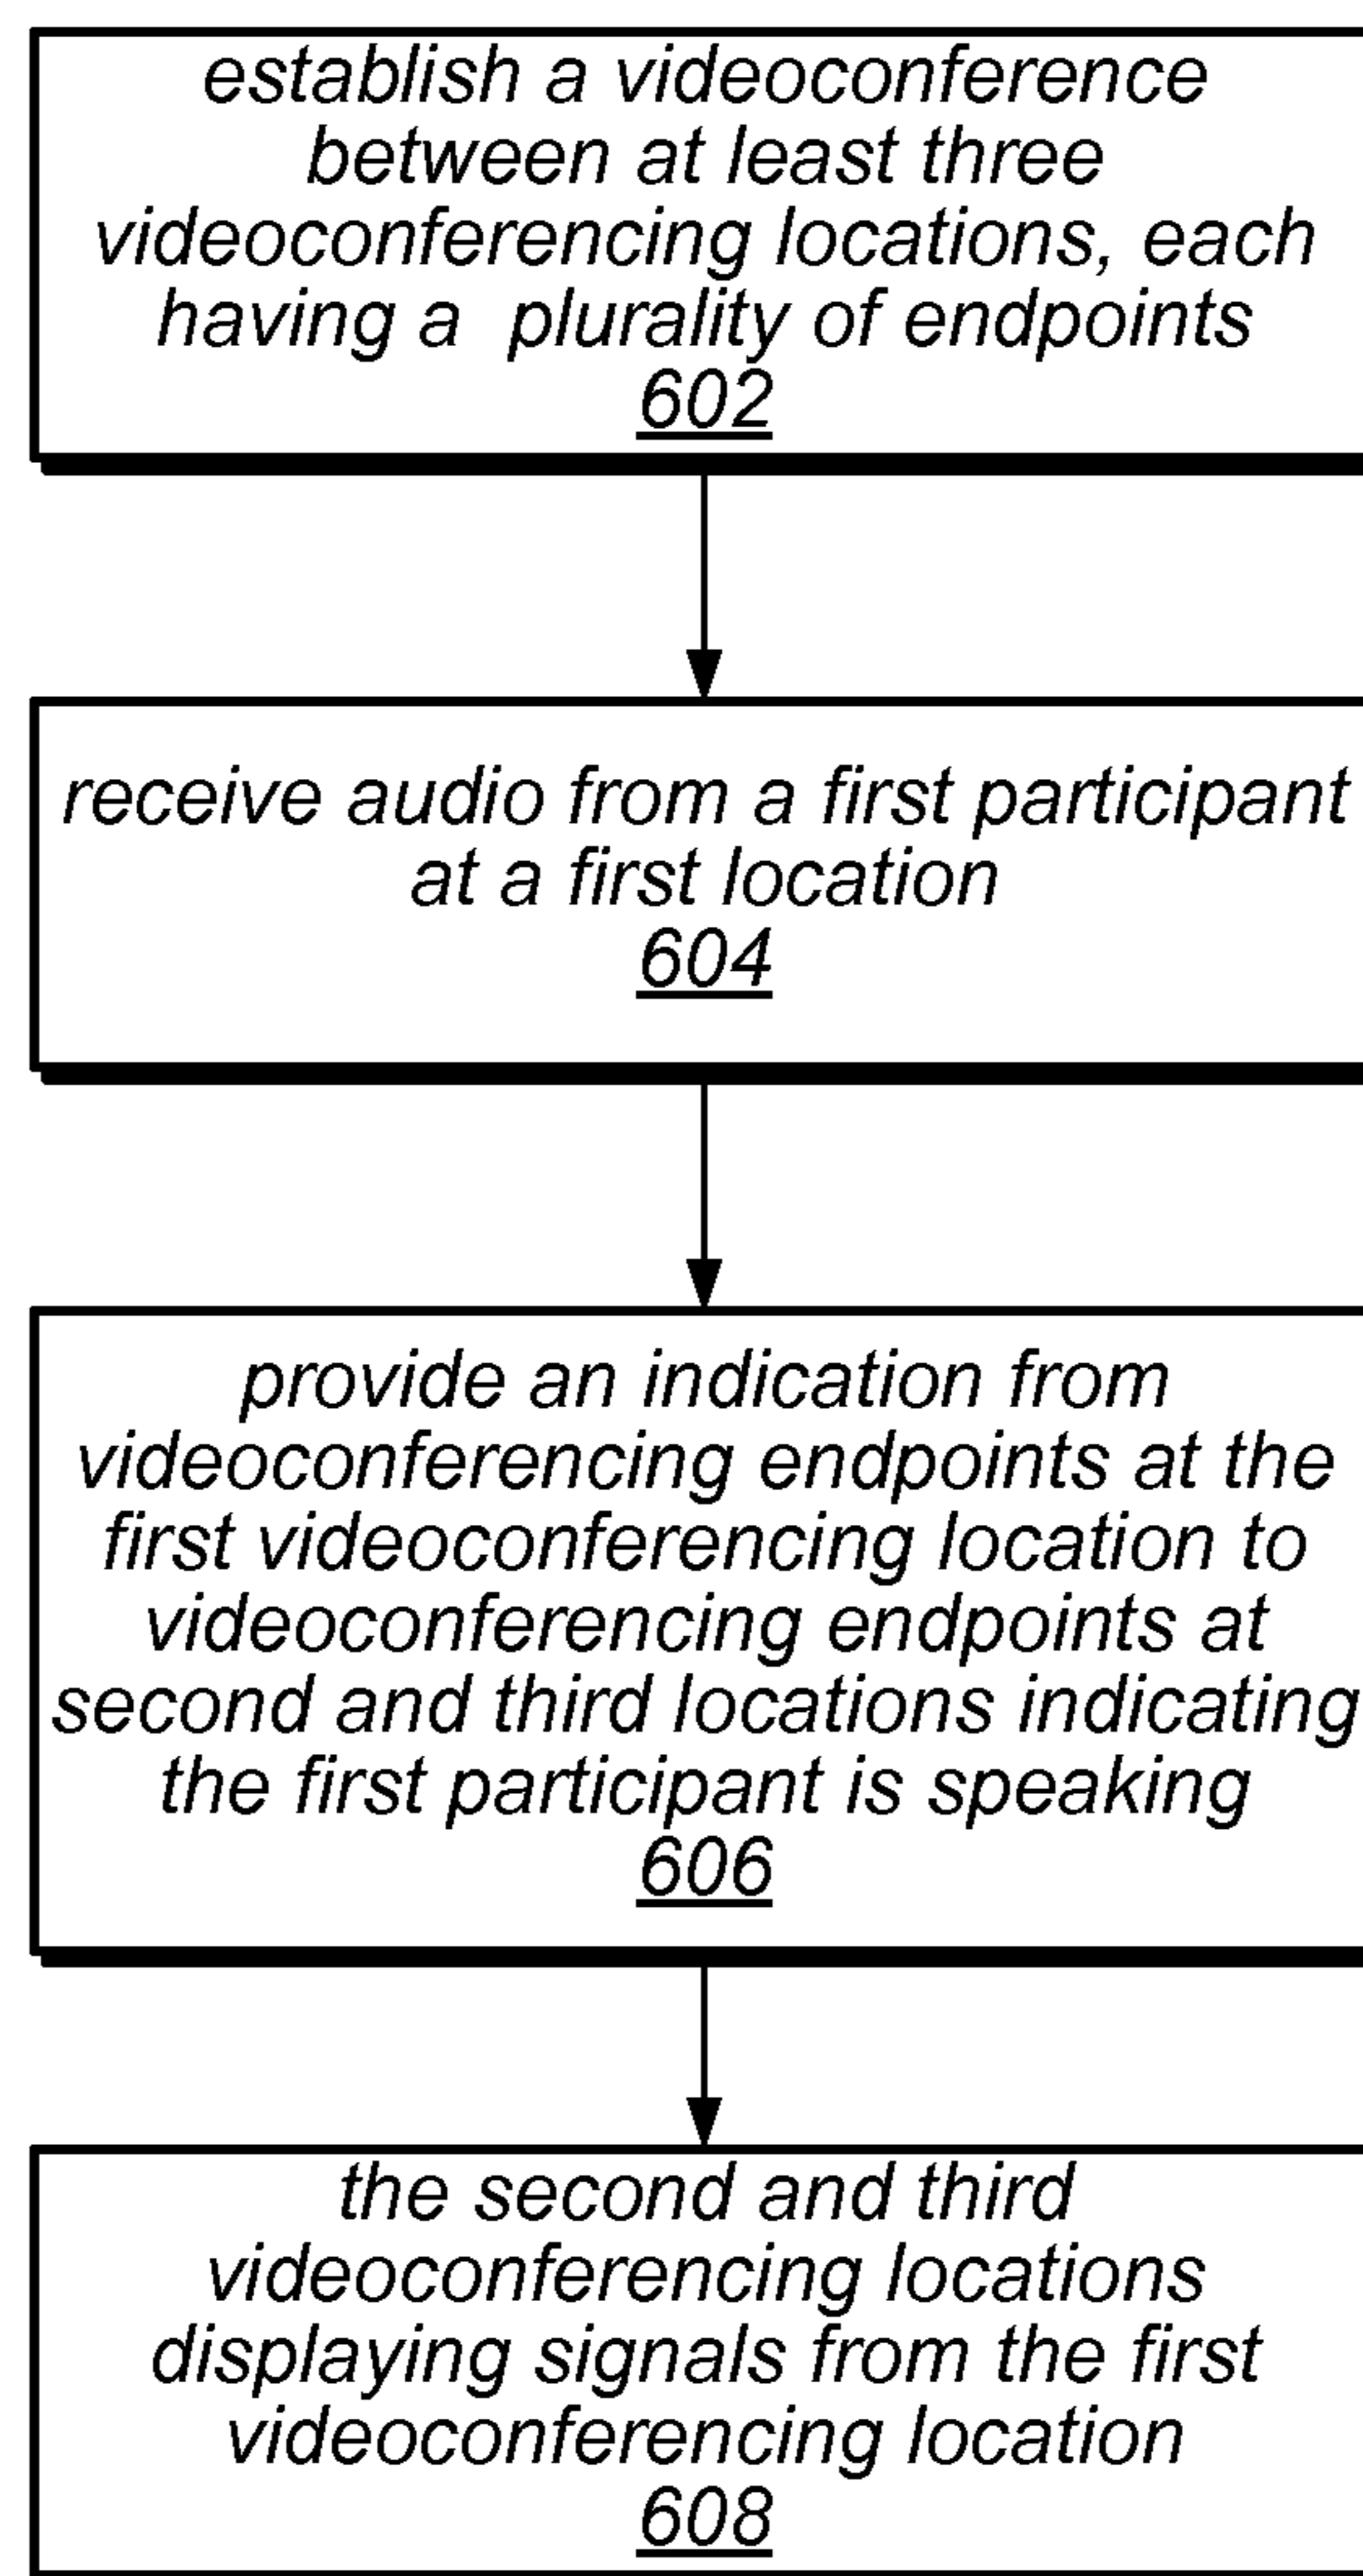 establish a videoconference
between at least three
videoconferencing locations, each
having a plurality of endpoints
602
receive audio from a first participant
at a first location
604
provide an indication from
videoconferencing endpoints at the
first videoconferencing location to
videoconferencing endpoints at
second and third locations indicating
the first participant is speaking
606
the second and third
videoconferencing locations
displaying signals from the first
videoconferencing location
608